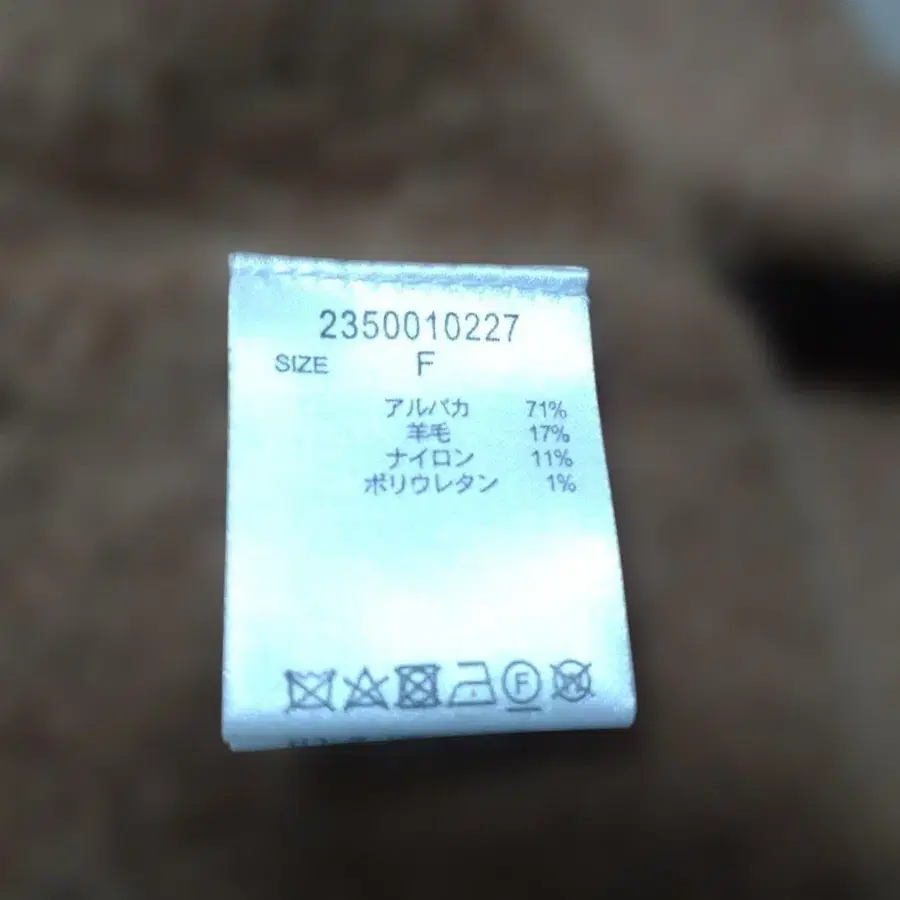 2350010227
SIZE F
アルパカ 71%
羊毛 17%
ナイロン 11%
ポリウレタン 1%
F W